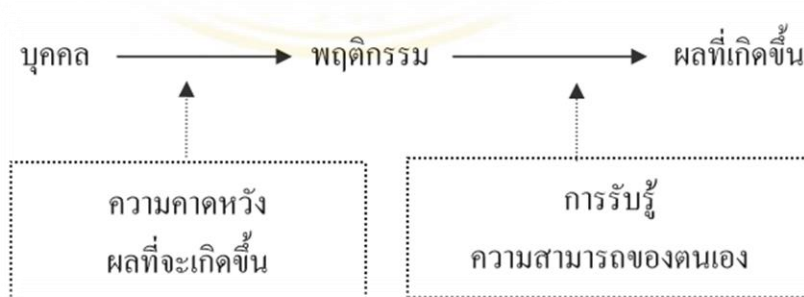 บุคคล พฤติกรรม ผลที่เกิดขึ้น
ความคาดหวัง
ผลที่จะเกิดขึ้น
การรับรู้
ความสามารถของตนเอง